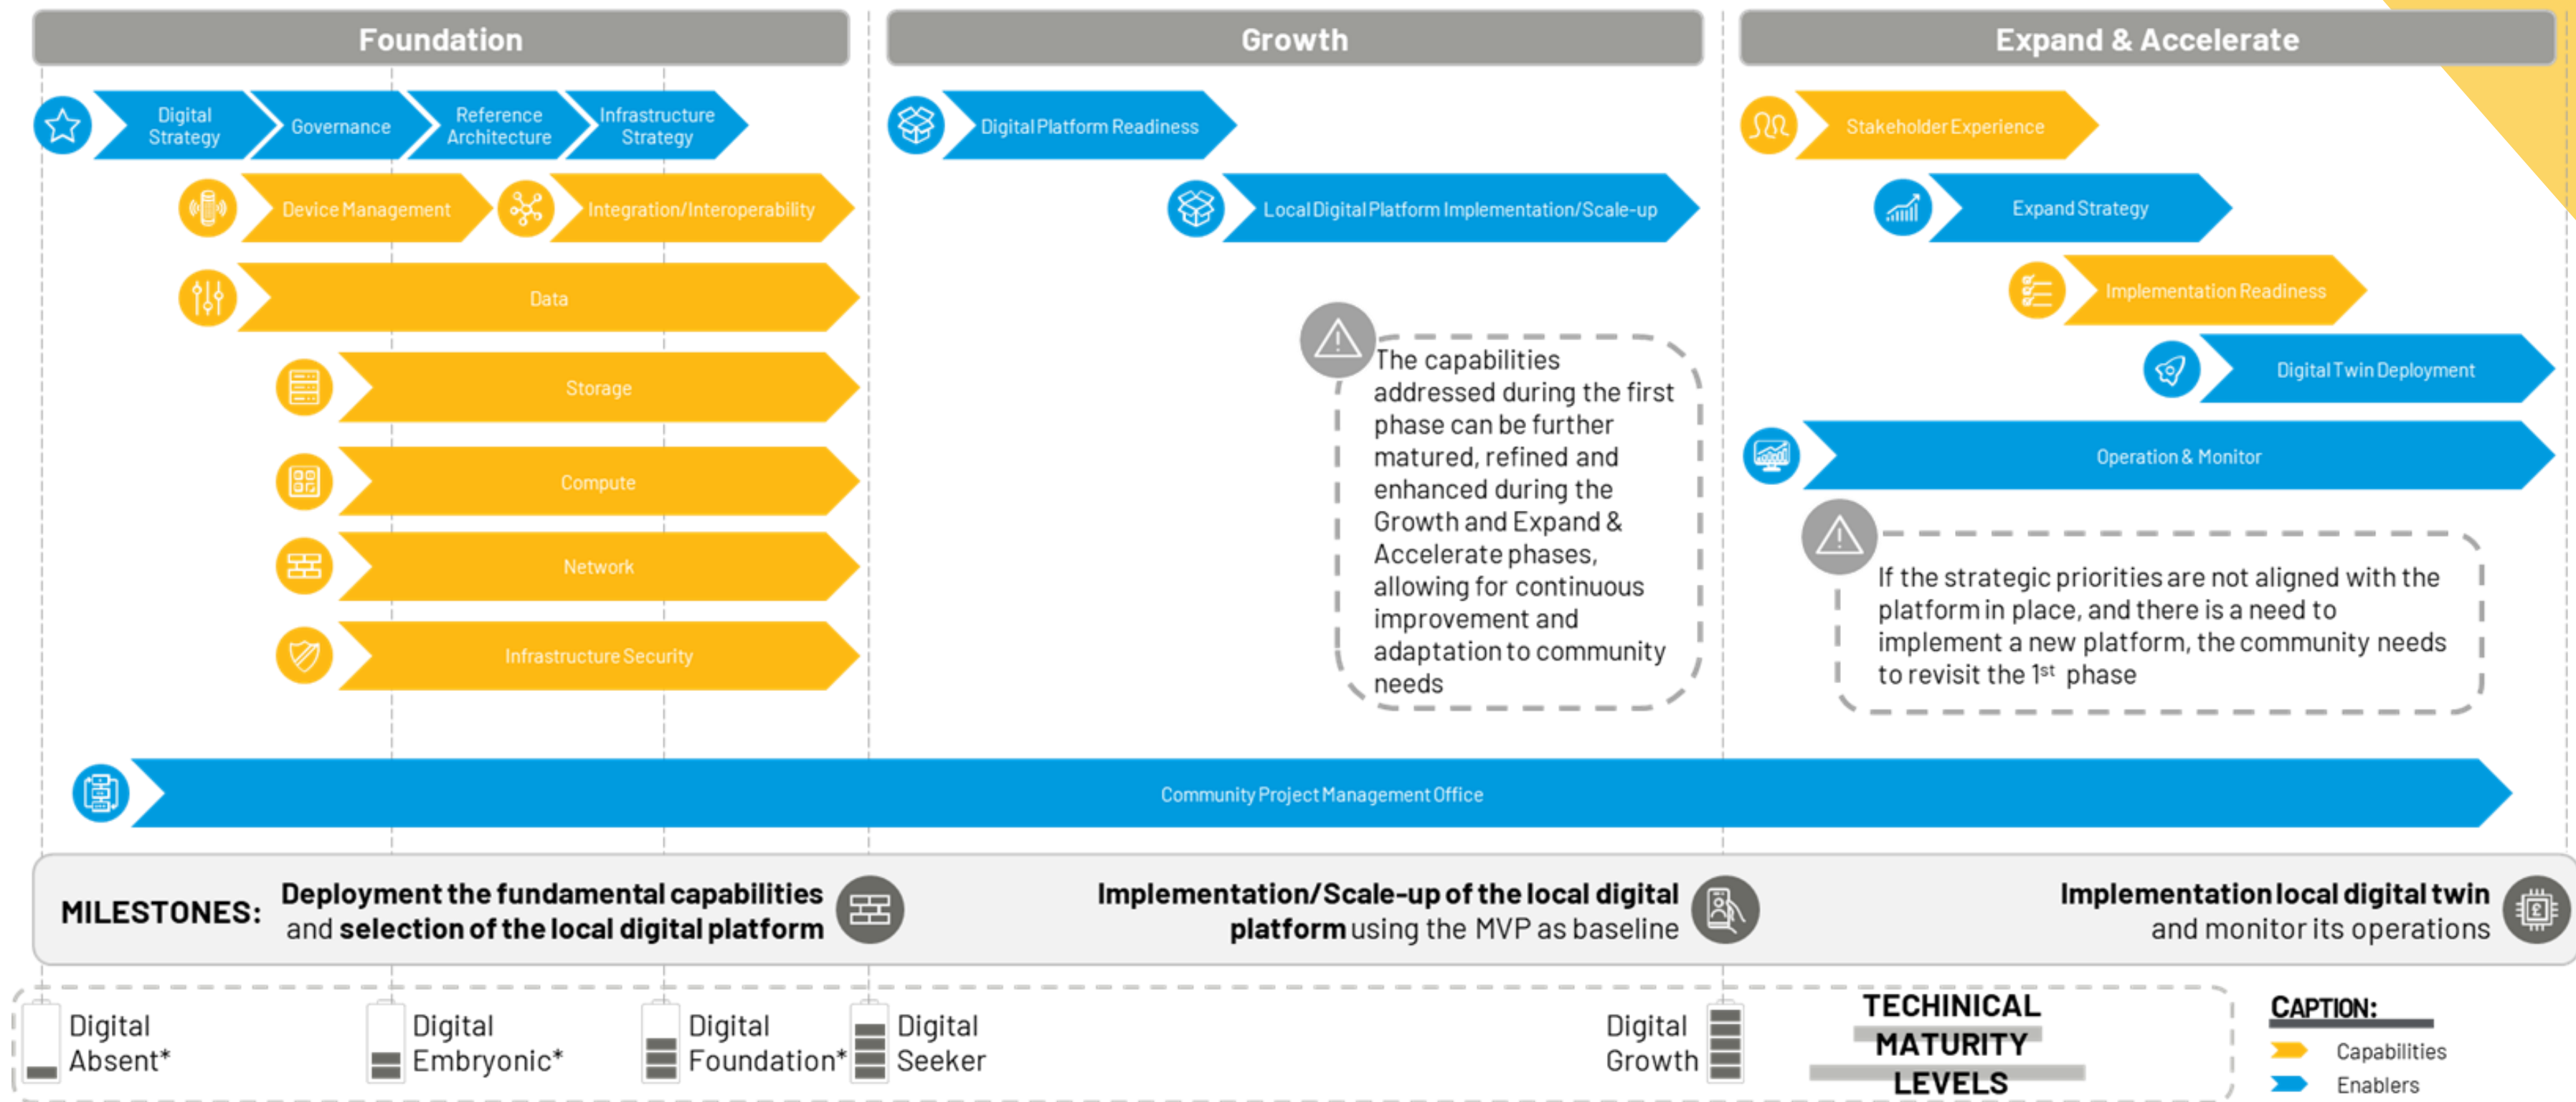 Foundation
Growth
Expand & Accelerate
Digital
Strategy
Governance
Reference
Architecture
Infrastructure
Strategy
Digital Platform Readiness
Stakeholder Experience
Device Management
Integration/Interoperability
Local Digital Platform Implementation/Scale-up
Expand Strategy
Data
Implementation Readiness
Storage
Digital Twin Deployment
Compute
Operation & Monitor
Network
Infrastructure Security
The capabilities
addressed during the first
phase can be further
matured, refined and
enhanced during the
Growth and Expand &
Accelerate phases,
allowing for continuous
improvement and
adaptation to community
needs
If the strategic priorities are not aligned with the
platform in place, and there is a need to
implement a new platform, the community needs
to revisit the 1st phase
Community Project Management Office
MILESTONES:
Deployment the fundamental capabilities
and selection of the local digital platform
Implementation/Scale-up of the local digital
platform using the MVP as baseline
Implementation local digital twin
and monitor its operations
£
Digital
Absent*
Digital
Embryonic*
Digital
Foundation*
Digital
Seeker
Digital
Growth
TECHINICAL
MATURITY
LEVELS
CAPTION:
Capabilities
Enablers